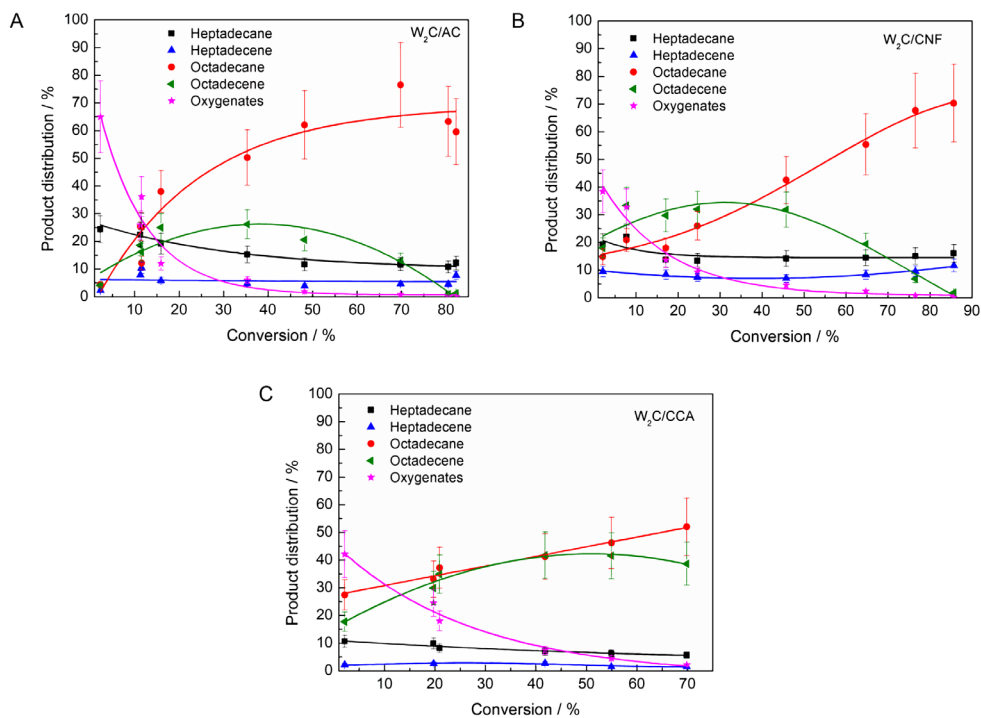 A
W₂C/AC
Heptadecane
Heptadecene
Octadecane
Octadecene
Oxygenates
Product distribution / %
100
90
80
70
60
50
40
30
20
10
0
10 20 30 40 50 60 70 80
Conversion / %
B
W₂C/CNF
Heptadecane
Heptadecene
Octadecane
Octadecene
Oxygenates
Product distribution / %
100
90
80
70
60
50
40
30
20
10
0
10 20 30 40 50 60 70 80 90
Conversion / %
C
W₂C/CCA
Heptadecane
Heptadecene
Octadecane
Octadecene
Oxygenates
Product distribution / %
100
90
80
70
60
50
40
30
20
10
0
10 20 30 40 50 60 70
Conversion / %